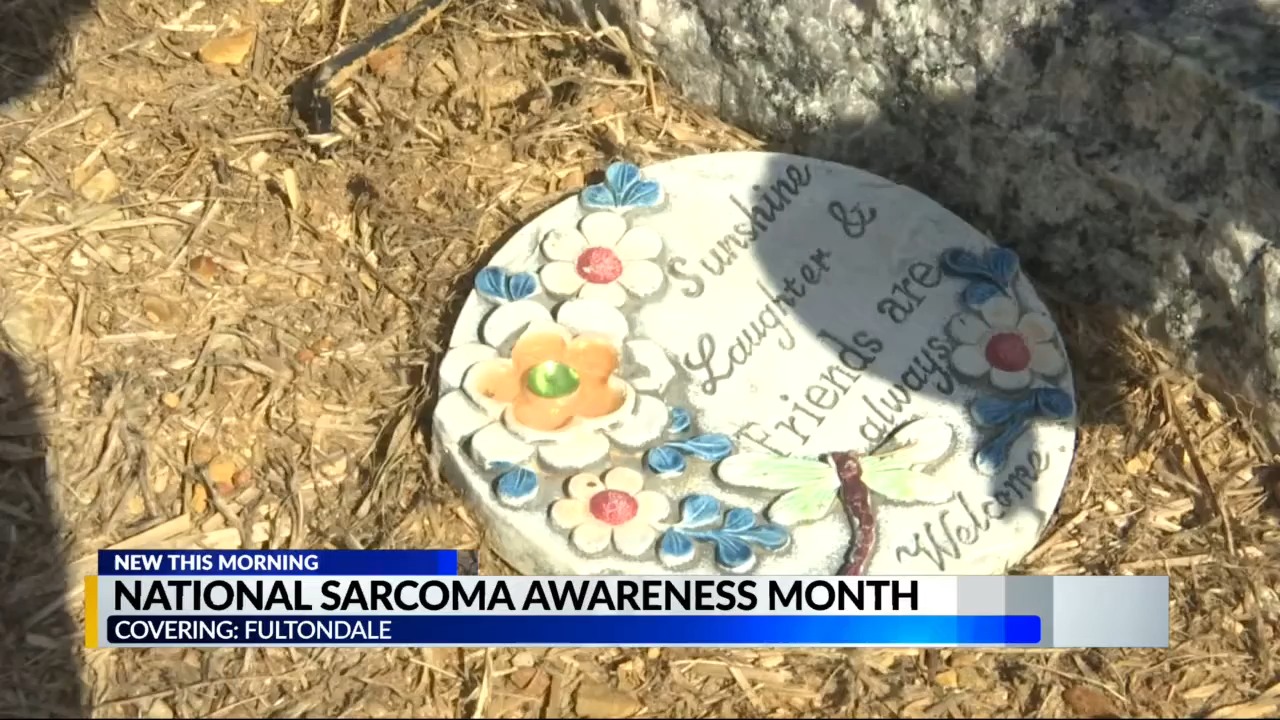 Sunshine
Laughter &
Friends are
always
Welcome
NEW THIS MORNING
NATIONAL SARCOMA AWARENESS MONTH
COVERING: FULTONDALE